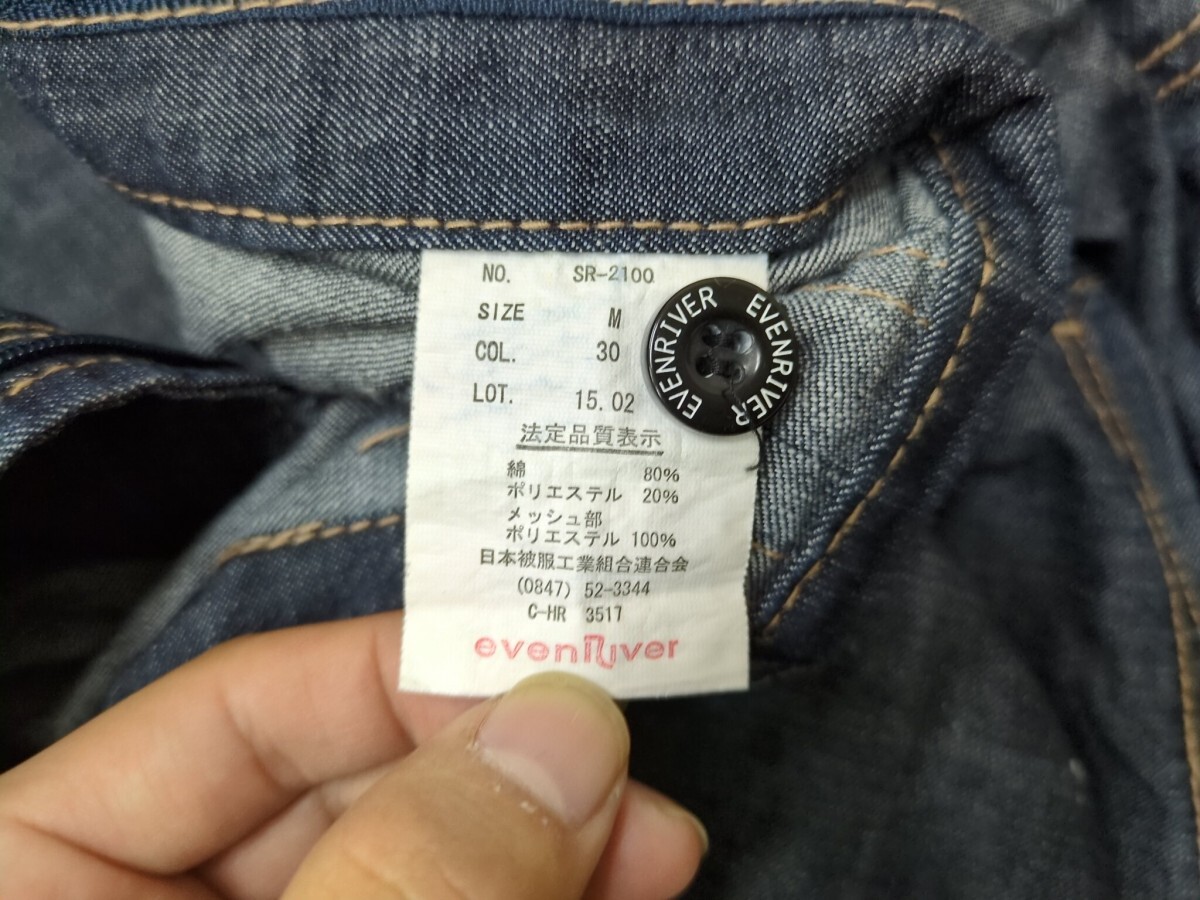 NO. SR-2100
SIZE M
COL. 30
LOT. 15.02
法定品質表示
綿 80%
ポリエステル 20%
メッシュ部
ポリエステル 100%
日本被服工業組合連合会
(0847) 52-3344
C-HR 3517
evenRiver
EVENRIVER EVENRIVER